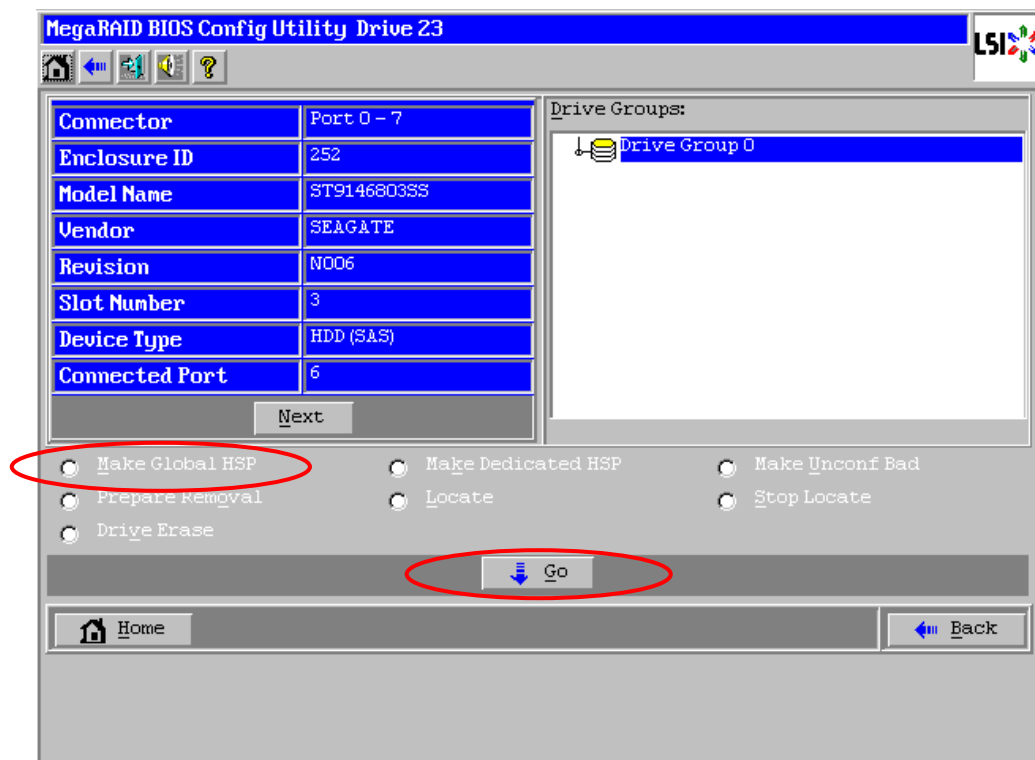 MegaRAID BIOS Config Utility Drive 23
LSI
Connector Port 0 - 7
Enclosure ID 252
Model Name ST9146803SS
Vendor SEAGATE
Revision N006
Slot Number 3
Device Type HDD (SAS)
Connected Port 6
Next
Drive Groups:
Drive Group 0
Make Global HSP Make Dedicated HSP Make Unconf Bad
Prepare Removal Locate Stop Locate
Drive Erase
Go
Home Back